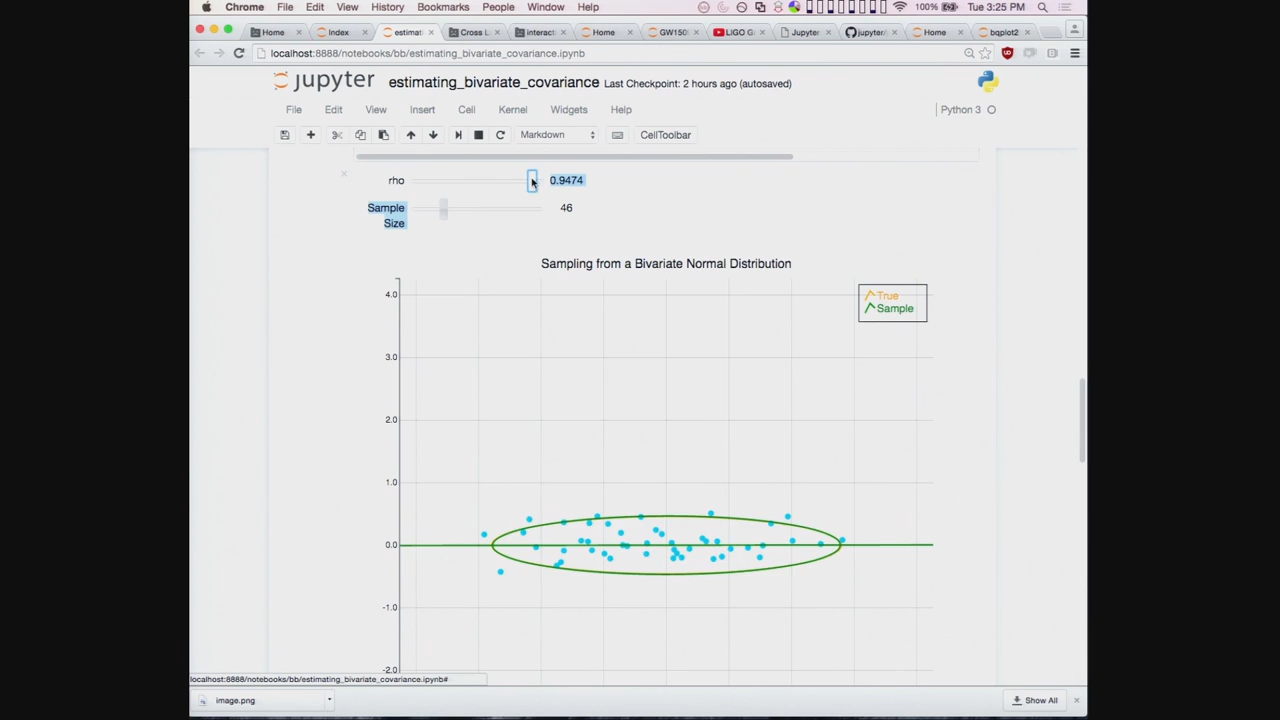 Chrome File Edit View History Bookmarks People Window Help 100% Tue 3:25 PM
Home Index estimat Cross L interact Home GW150 LIGO G Jupyter jupyter/ Home bqplot2
localhost:8888/notebooks/bb/estimating_bivariate_covariance.ipynb
jupyter estimating_bivariate_covariance Last Checkpoint: 2 hours ago (autosaved)
File Edit View Insert Cell Kernel Widgets Help Python 3
Markdown CellToolbar
rho 0.9474
Sample 46
Size
Sampling from a Bivariate Normal Distribution
4.0
True
Sample
3.0
2.0
1.0
0.0
-1.0
-2.0
localhost:8888/notebooks/bb/estimating_bivariate_covariance.ipynb#
image.png Show All